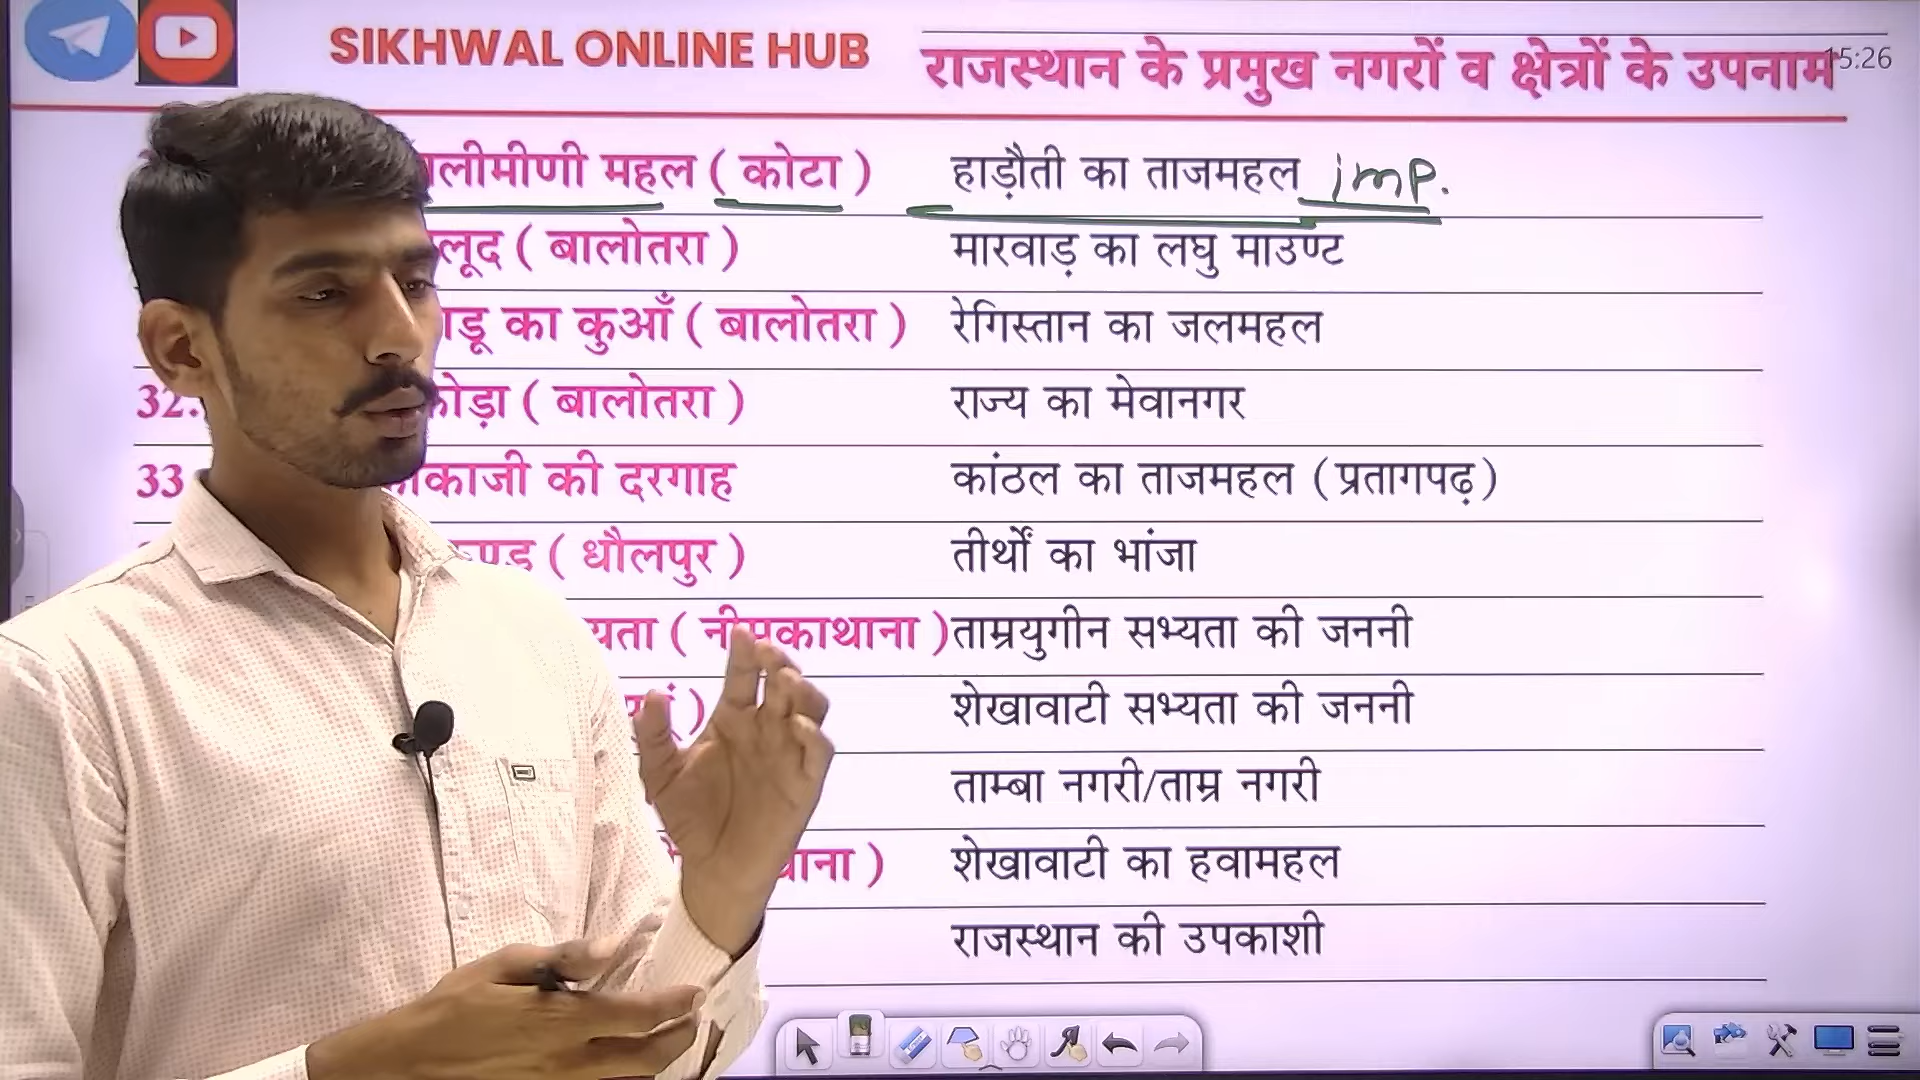 SIKHWAL ONLINE HUB
राजस्थान के प्रमुख नगरों व क्षेत्रों के उपनाम
15:26
महल ( कोटा ) हाड़ौती का ताजमहल imp.
( बालोतरा ) मारवाड़ का लघु माउण्ट
का कुआँ ( बालोतरा ) रेगिस्तान का जलमहल
32. ( बालोतरा ) राज्य का मेवानगर
33 काकाजी की दरगाह कांठल का ताजमहल (प्रतागपढ़)
( धौलपुर ) तीर्थों का भांजा
( नीमकाथाना ) ताम्रयुगीन सभ्यता की जननी
शेखावाटी सभ्यता की जननी
ताम्बा नगरी/ताम्र नगरी
शेखावाटी का हवामहल
राजस्थान की उपकाशी